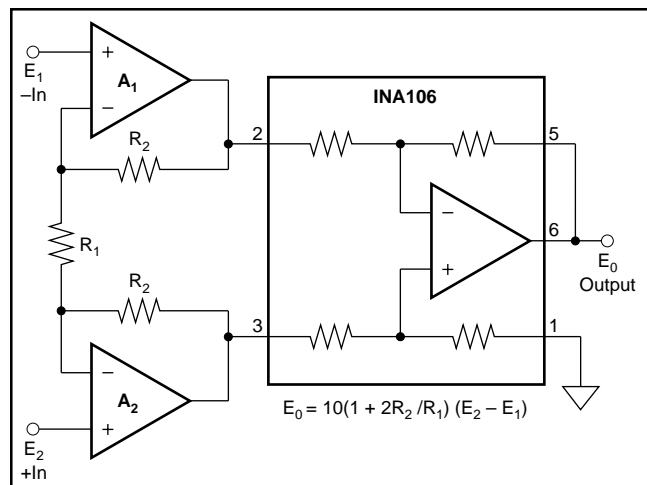 E1
–In
+
A1
–
R2
R1
R2
–
A2
+
E2
+In
INA106
2
5
–
6
+
E0
Output
3
1
E0 = 10(1 + 2R2 /R1) (E2 – E1)